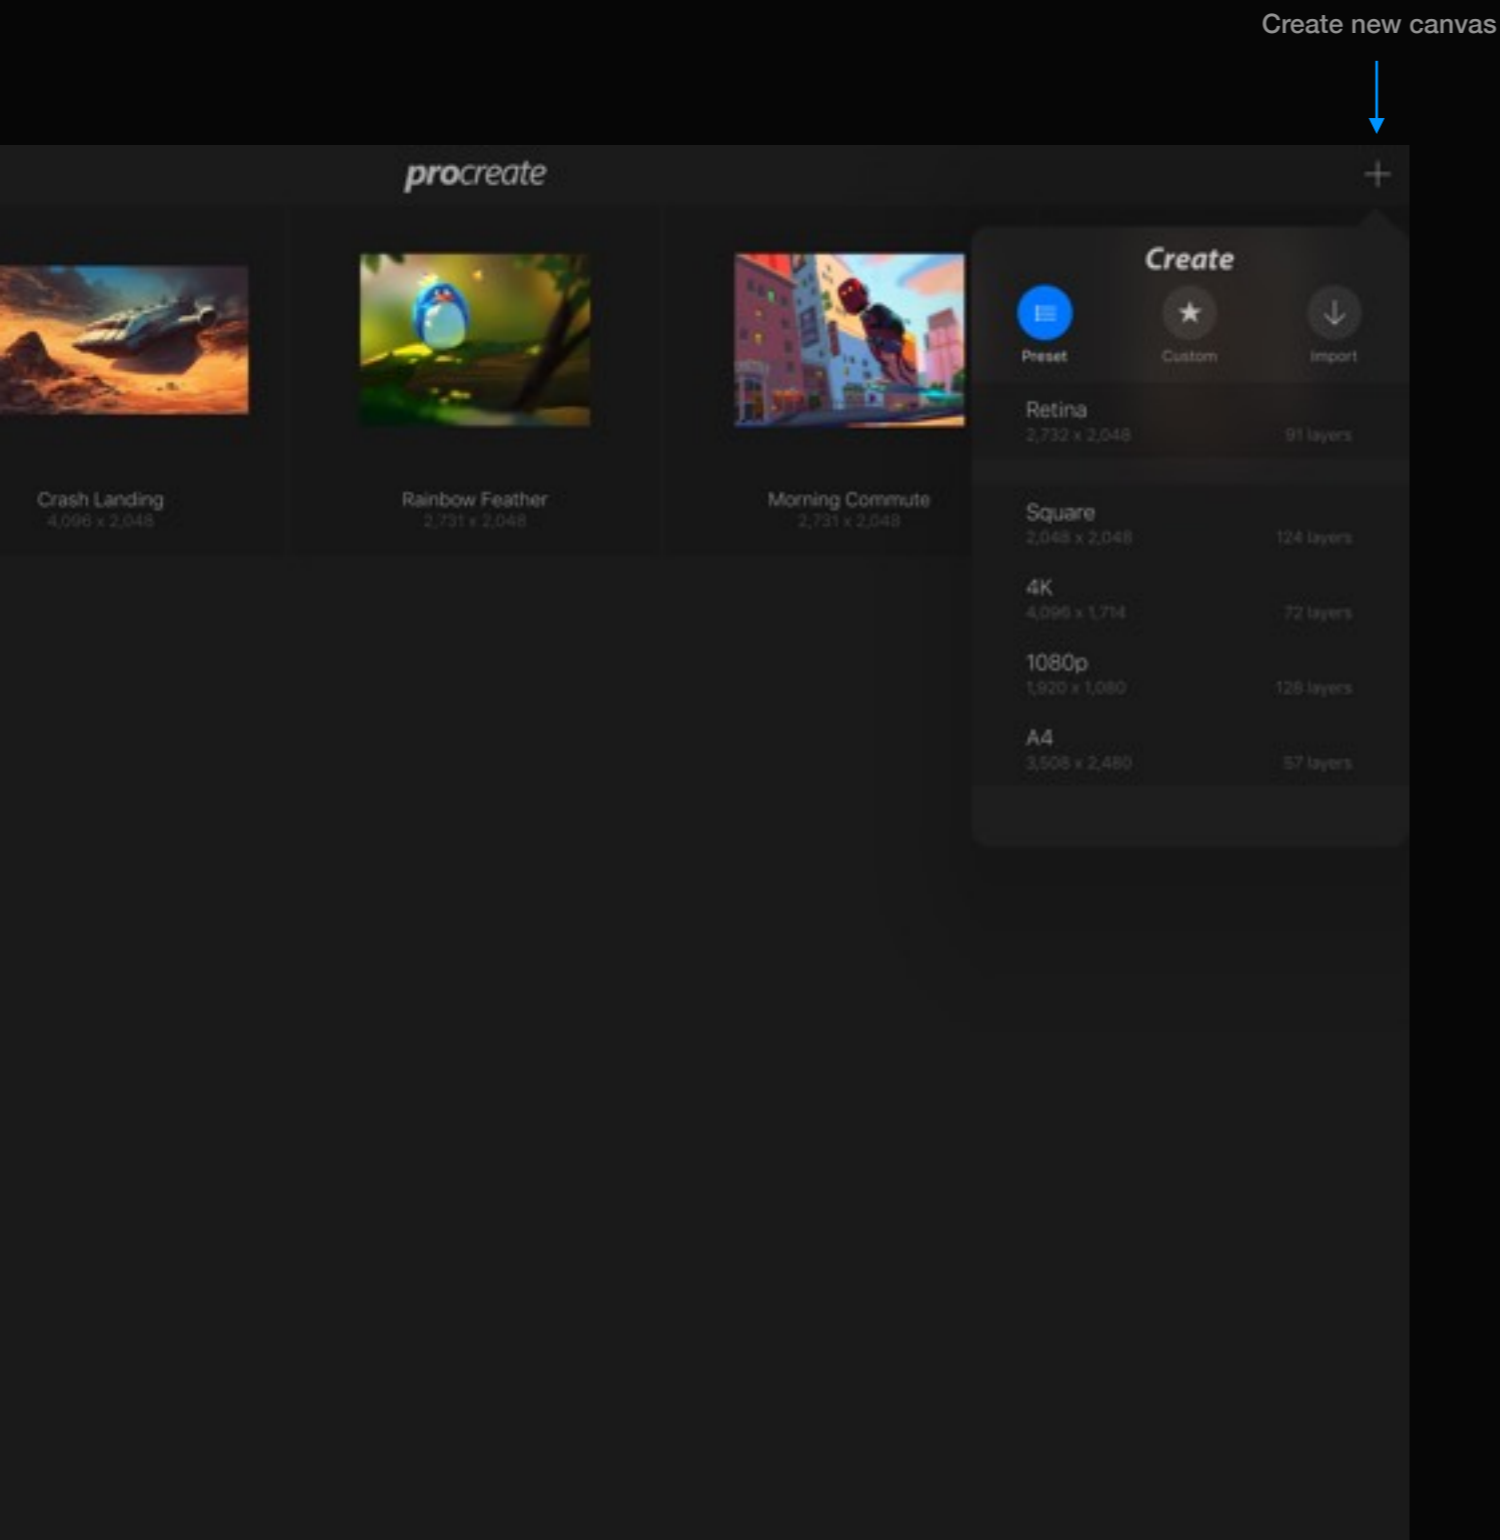 Create new canvas
procreate
Crash Landing
4,096 x 2,048
Rainbow Feather
2,731 x 2,048
Morning Commute
2,731 x 2,048
Create
Preset
Custom
Import
Retina
2,732 x 2,048
91 layers
Square
2,048 x 2,048
124 layers
4K
4,096 x 1,714
72 layers
1080p
1,920 x 1,080
128 layers
A4
3,508 x 2,480
57 layers